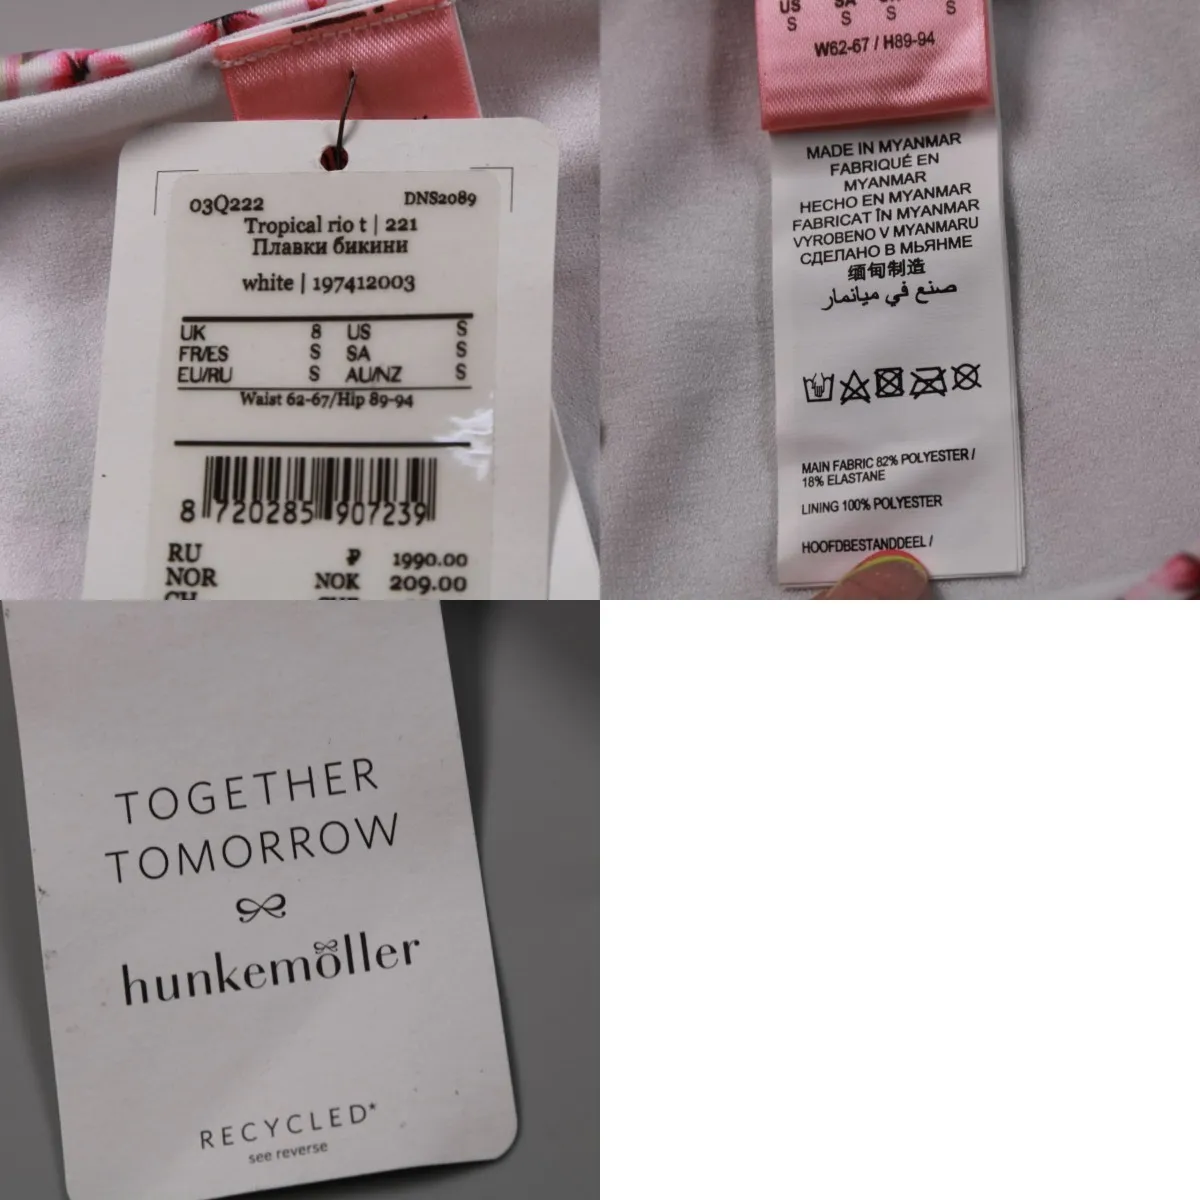 03Q222 DNS2089
Tropical rio t | 221
Плавки бикини
white | 197412003
UK 8 US S
FR/ES S SA S
EU/RU S AU/NZ S
Waist 62-67/Hip 89-94
8 720285 907239
RU ₽ 1990.00
NOR NOK 209.00
US SA S
S S S S
W62-67 / H89-94
MADE IN MYANMAR
FABRIQUÉ EN
MYANMAR
HECHO EN MYANMAR
FABRICAT ÎN MYANMAR
VYROBENO V MYANMARU
СДЕЛАНО В МЬЯНМЕ
缅甸制造
صنع في ميانمار
MAIN FABRIC 82% POLYESTER /
18% ELASTANE
LINING 100% POLYESTER
HOOFDBESTANDDEEL /
TOGETHER
TOMORROW
hunkemöller
RECYCLED*
see reverse